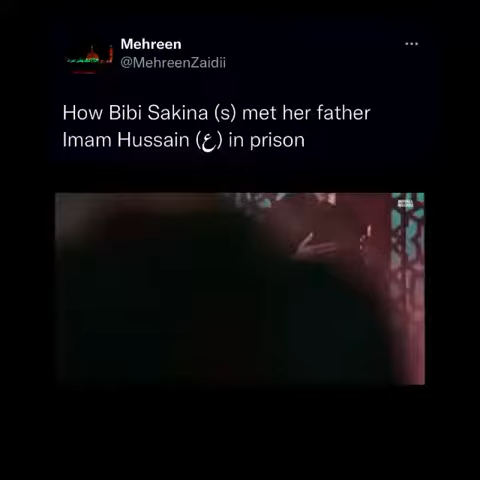 Mehreen
@MehreenZaidii
How Bibi Sakina (s) met her father
Imam Hussain (ع) in prison